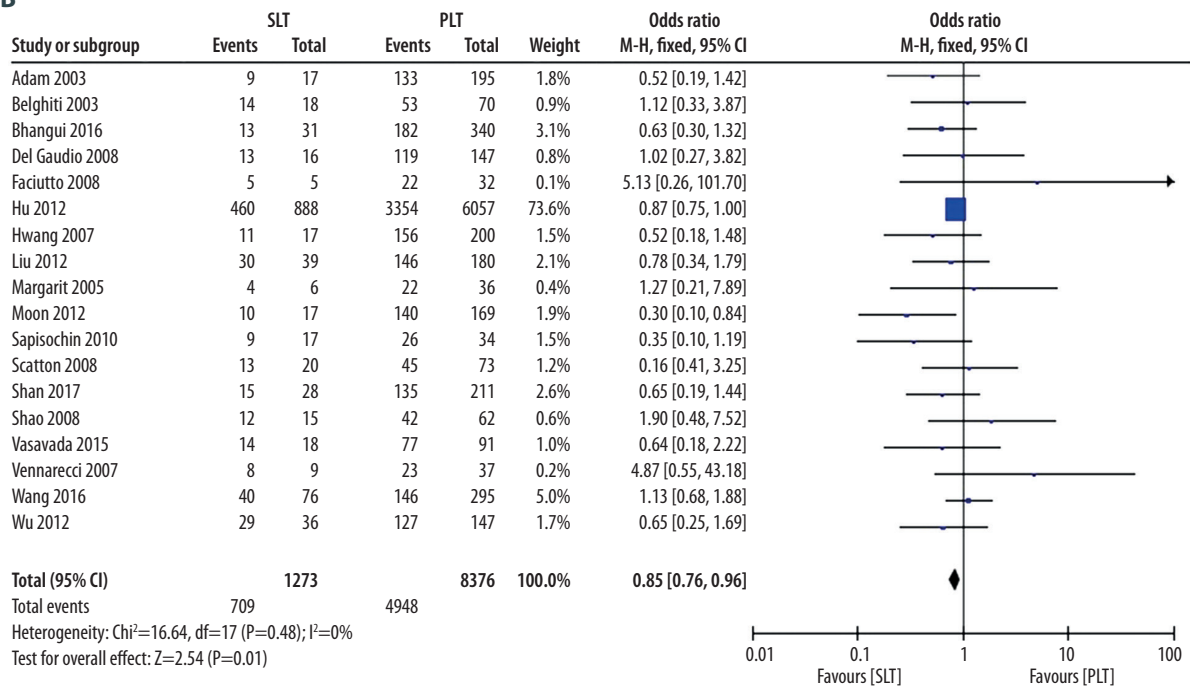 B
SLT PLT Odds ratio Odds ratio
Study or subgroup Events Total Events Total Weight M-H, fixed, 95% CI M-H, fixed, 95% CI
Adam 2003 9 17 133 195 1.8% 0.52 [0.19, 1.42]
Belghiti 2003 14 18 53 70 0.9% 1.12 [0.33, 3.87]
Bhangui 2016 13 31 182 340 3.1% 0.63 [0.30, 1.32]
Del Gaudio 2008 13 16 119 147 0.8% 1.02 [0.27, 3.82]
Faciutto 2008 5 5 22 32 0.1% 5.13 [0.26, 101.70]
Hu 2012 460 888 3354 6057 73.6% 0.87 [0.75, 1.00]
Hwang 2007 11 17 156 200 1.5% 0.52 [0.18, 1.48]
Liu 2012 30 39 146 180 2.1% 0.78 [0.34, 1.79]
Margarit 2005 4 6 22 36 0.4% 1.27 [0.21, 7.89]
Moon 2012 10 17 140 169 1.9% 0.30 [0.10, 0.84]
Sapisochin 2010 9 17 26 34 1.5% 0.35 [0.10, 1.19]
Scatton 2008 13 20 45 73 1.2% 0.16 [0.41, 3.25]
Shan 2017 15 28 135 211 2.6% 0.65 [0.19, 1.44]
Shao 2008 12 15 42 62 0.6% 1.90 [0.48, 7.52]
Vasavada 2015 14 18 77 91 1.0% 0.64 [0.18, 2.22]
Vennarecci 2007 8 9 23 37 0.2% 4.87 [0.55, 43.18]
Wang 2016 40 76 146 295 5.0% 1.13 [0.68, 1.88]
Wu 2012 29 36 127 147 1.7% 0.65 [0.25, 1.69]
Total (95% CI) 1273 8376 100.0% 0.85 [0.76, 0.96]
Total events 709 4948
Heterogeneity: Chi²=16.64, df=17 (P=0.48); I²=0%
Test for overall effect: Z=2.54 (P=0.01)
0.01 0.1 1 10 100
Favours [SLT] Favours [PLT]